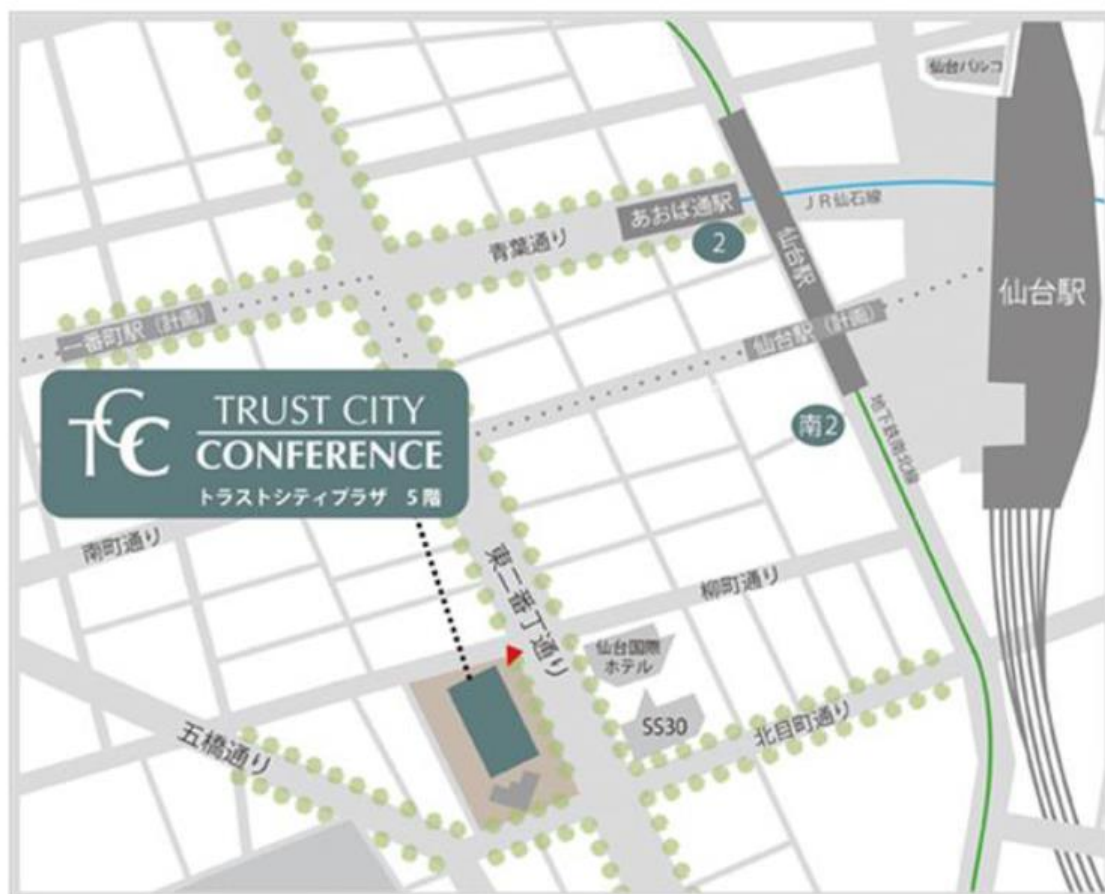 仙台パルコ
JR仙石線
あおば通駅
2
青葉通り
仙台駅
仙台駅
仙台駅(計画)
一番町駅(計画)
TCC
TRUST CITY
CONFERENCE
トラストシティプラザ 5階
南2
地下鉄南北線
南町通り
東二番丁通り
柳町通り
仙台国際
ホテル
SS30
北目町通り
五橋通り